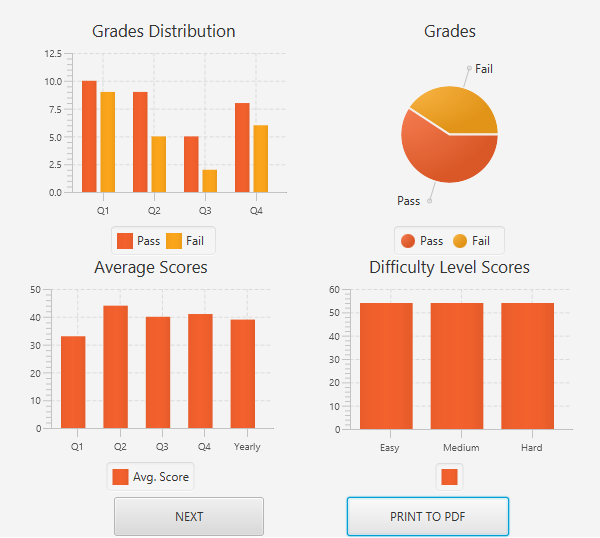 Grades Distribution
12.5
10.0
7.5
5.0
2.5
0.0
Q1 Q2 Q3 Q4
Pass Fail
Grades
Fail
Pass
Pass Fail
Average Scores
50
40
30
20
10
0
Q1 Q2 Q3 Q4 Yearly
Avg. Score
Difficulty Level Scores
60
50
40
30
20
10
0
Easy Medium Hard
NEXT
PRINT TO PDF